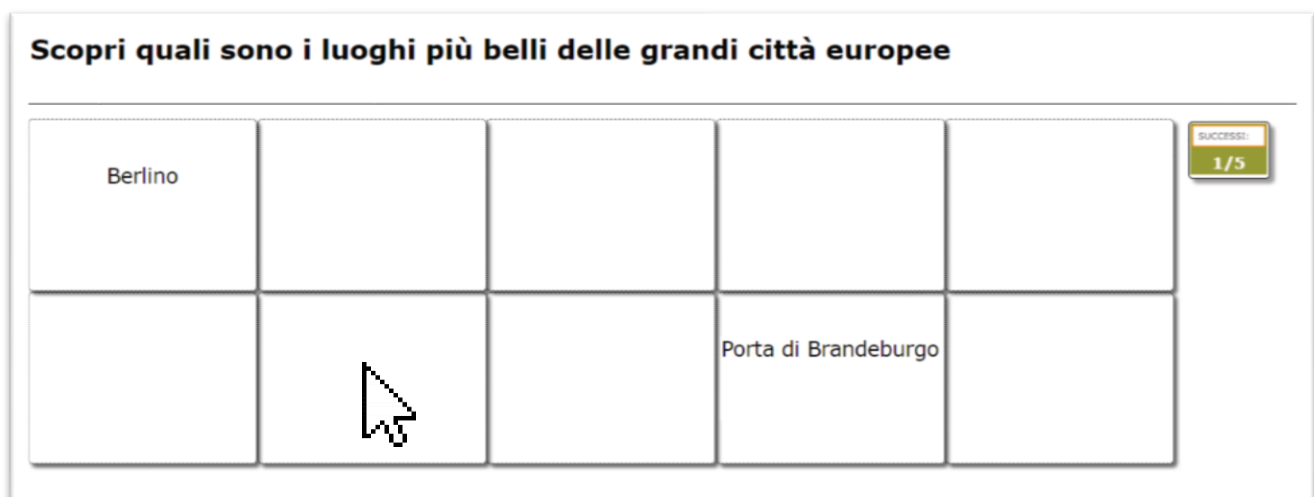 Scopri quali sono i luoghi più belli delle grandi città europee
Berlino
SUCCESSI:
1/5
Porta di Brandeburgo